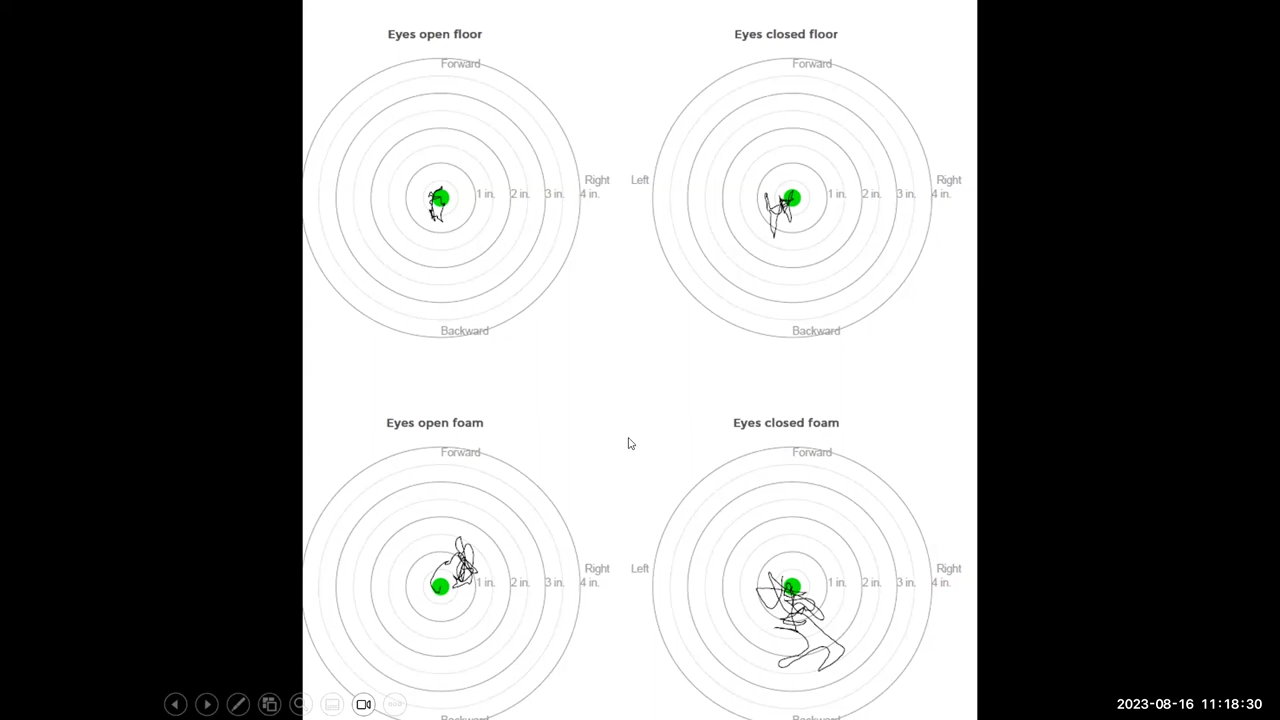 Eyes open floor
Eyes closed floor
Forward
Forward
Right
Left
Right
1 in.
2 in.
3 in.
4 in.
1 in.
2 in.
3 in.
4 in.
Backward
Backward
Eyes open foam
Eyes closed foam
Forward
Forward
Right
Left
Right
1 in.
2 in.
3 in.
4 in.
1 in.
2 in.
3 in.
4 in.
2023-08-16 11:18:30
Backward
Backward